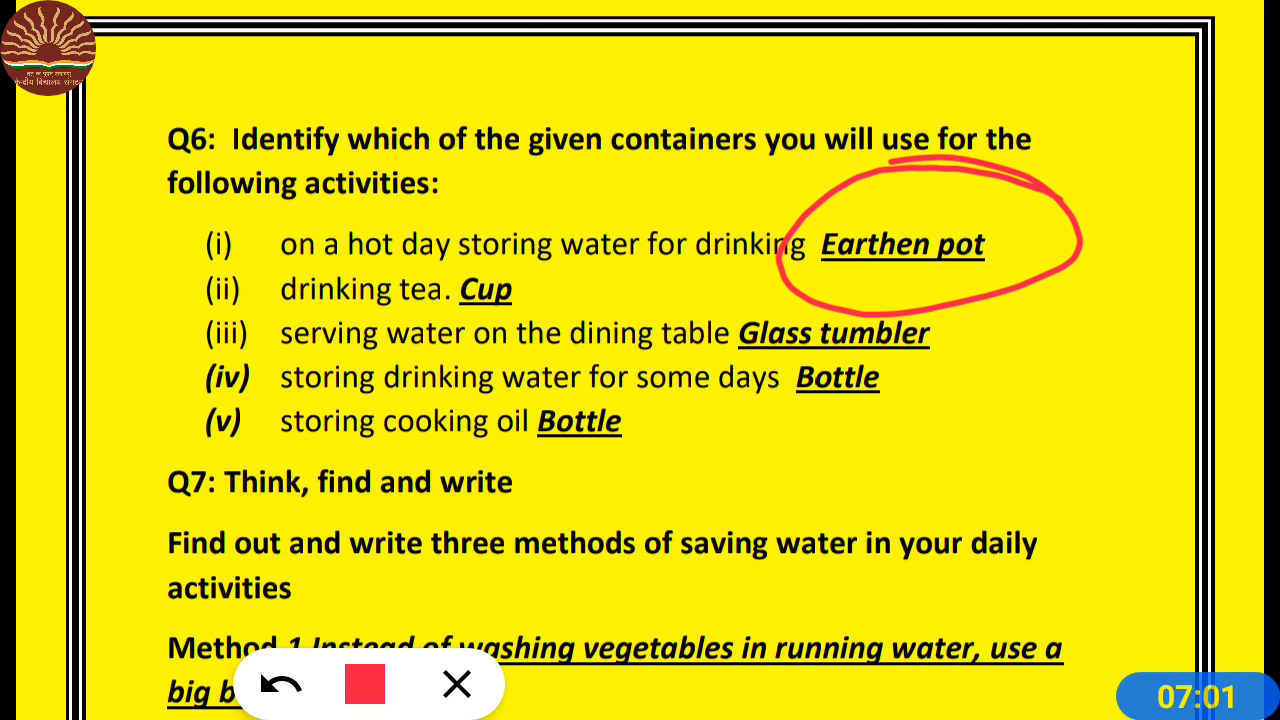 केन्द्रीय विद्यालय संगठन
Q6: Identify which of the given containers you will use for the
following activities:
(i) on a hot day storing water for drinking Earthen pot
(ii) drinking tea. Cup
(iii) serving water on the dining table Glass tumbler
(iv) storing drinking water for some days Bottle
(v) storing cooking oil Bottle
Q7: Think, find and write
Find out and write three methods of saving water in your daily
activities
Method 1 Instead of washing vegetables in running water, use a
big
07:01